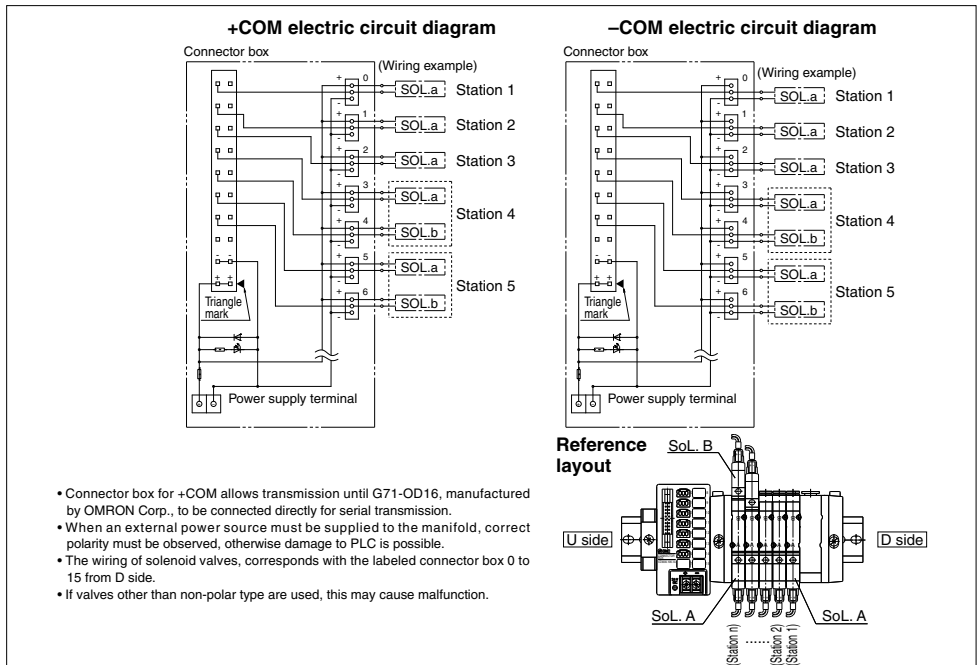 +COM electric circuit diagram
Connector box
(Wiring example)
+ 0 -
SOL.a Station 1
+ 1 -
SOL.a Station 2
+ 2 -
SOL.a Station 3
+ 3 -
SOL.a
Station 4
+ 4 -
SOL.b
+ 5 -
SOL.a
Station 5
+ 6 -
SOL.b
- -
+ +
Triangle
mark
Power supply terminal
–COM electric circuit diagram
Connector box
(Wiring example)
+ 0 -
SOL.a Station 1
+ 1 -
SOL.a Station 2
+ 2 -
SOL.a Station 3
+ 3 -
SOL.a
Station 4
+ 4 -
SOL.b
+ 5 -
SOL.a
Station 5
+ 6 -
SOL.b
- -
+ +
Triangle
mark
Power supply terminal
• Connector box for +COM allows transmission until G71-OD16, manufactured
by OMRON Corp., to be connected directly for serial transmission.
• When an external power source must be supplied to the manifold, correct
polarity must be observed, otherwise damage to PLC is possible.
• The wiring of solenoid valves, corresponds with the labeled connector box 0 to
15 from D side.
• If valves other than non-polar type are used, this may cause malfunction.
Reference
layout
SoL. B
U side
D side
SoL. A
SoL. A
(Station n)
······
(Station 2)
(Station 1)